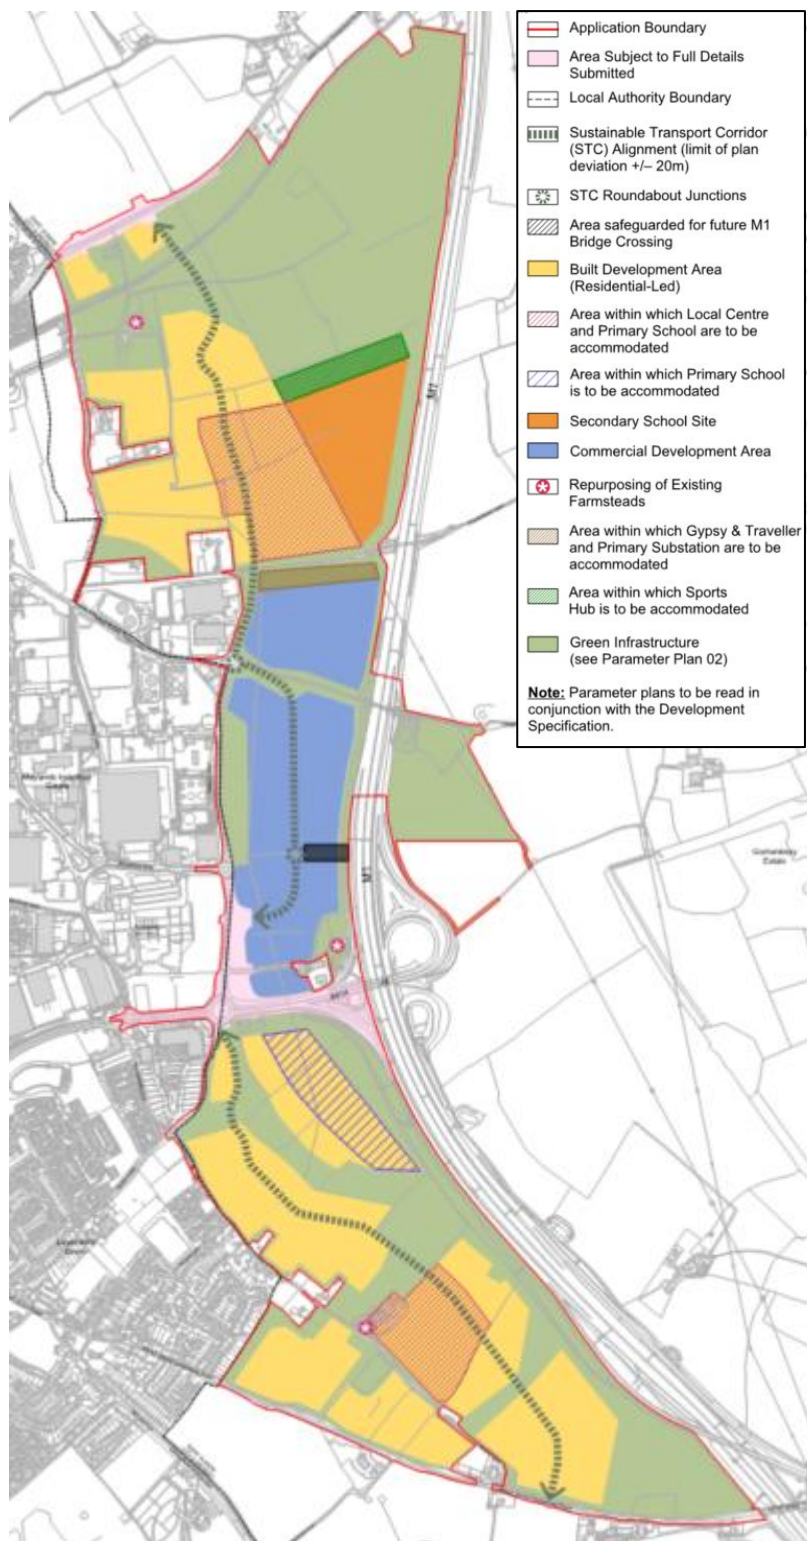 Application Boundary
Area Subject to Full Details
Submitted
Local Authority Boundary
Sustainable Transport Corridor
(STC) Alignment (limit of plan
deviation +/– 20m)
STC Roundabout Junctions
Area safeguarded for future M1
Bridge Crossing
Built Development Area
(Residential-Led)
Area within which Local Centre
and Primary School are to be
accommodated
Area within which Primary School
is to be accommodated
Secondary School Site
Commercial Development Area
Repurposing of Existing
Farmsteads
Area within which Gypsy & Traveller
and Primary Substation are to be
accommodated
Area within which Sports
Hub is to be accommodated
Green Infrastructure
(see Parameter Plan 02)
Note: Parameter plans to be read in
conjunction with the Development
Specification.
M1
M1